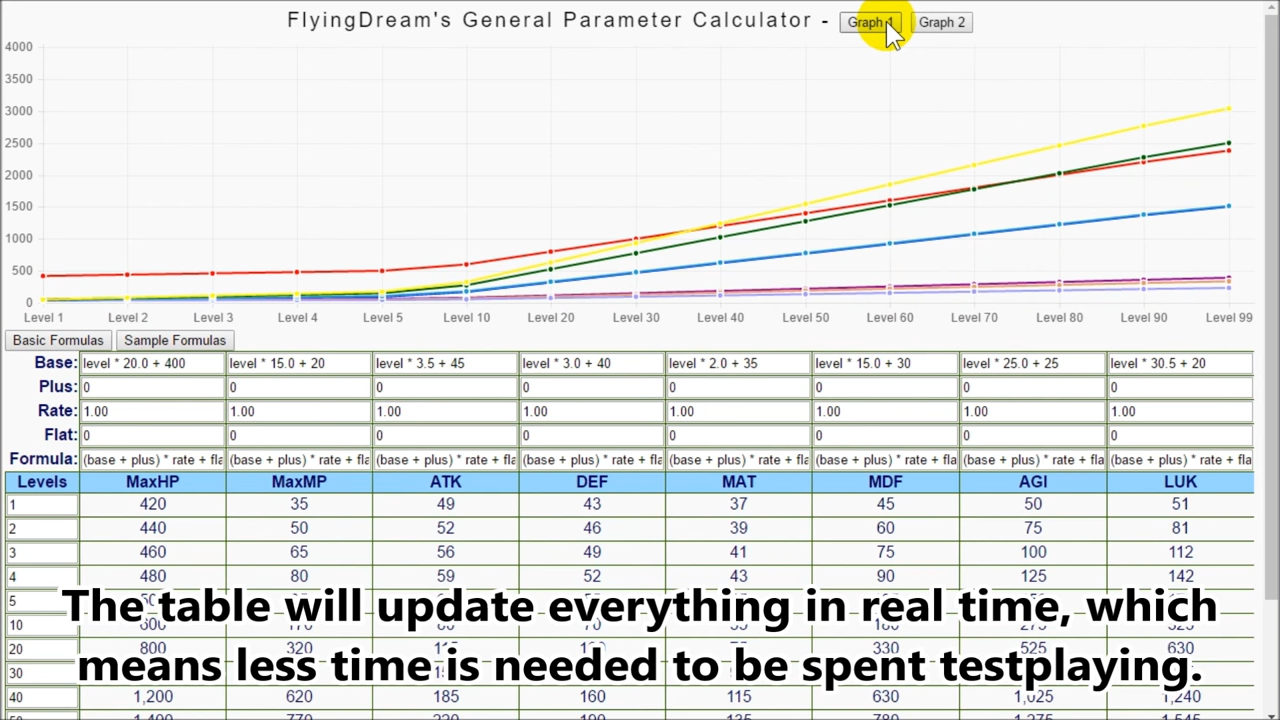 FlyingDream's General Parameter Calculator - Graph 1 Graph 2
4000
3500
3000
2500
2000
1500
1000
500
0
Level 1 Level 2 Level 3 Level 4 Level 5 Level 10 Level 20 Level 30 Level 40 Level 50 Level 60 Level 70 Level 80 Level 90 Level 99
Basic Formulas Sample Formulas
Base: level * 20.0 + 400 level * 15.0 + 20 level * 3.5 + 45 level * 3.0 + 40 level * 2.0 + 35 level * 15.0 + 30 level * 25.0 + 25 level * 30.5 + 20
Plus: 0 0 0 0 0 0 0 0
Rate: 1.00 1.00 1.00 1.00 1.00 1.00 1.00 1.00
Flat: 0 0 0 0 0 0 0 0
Formula: (base + plus) * rate + fla (base + plus) * rate + fla (base + plus) * rate + fla (base + plus) * rate + fla (base + plus) * rate + fla (base + plus) * rate + fla (base + plus) * rate + fla (base + plus) * rate + fla
Levels MaxHP MaxMP ATK DEF MAT MDF AGI LUK
1 420 35 49 43 37 45 50 51
2 440 50 52 46 39 60 75 81
3 460 65 56 49 41 75 100 112
4 480 80 59 52 43 90 125 142
5
The table will update everything in real time, which
10
20 800 320 330 525 630
means less time is needed to be spent testplaying.
30
40 1,200 620 185 160 115 630 1,025 1,240